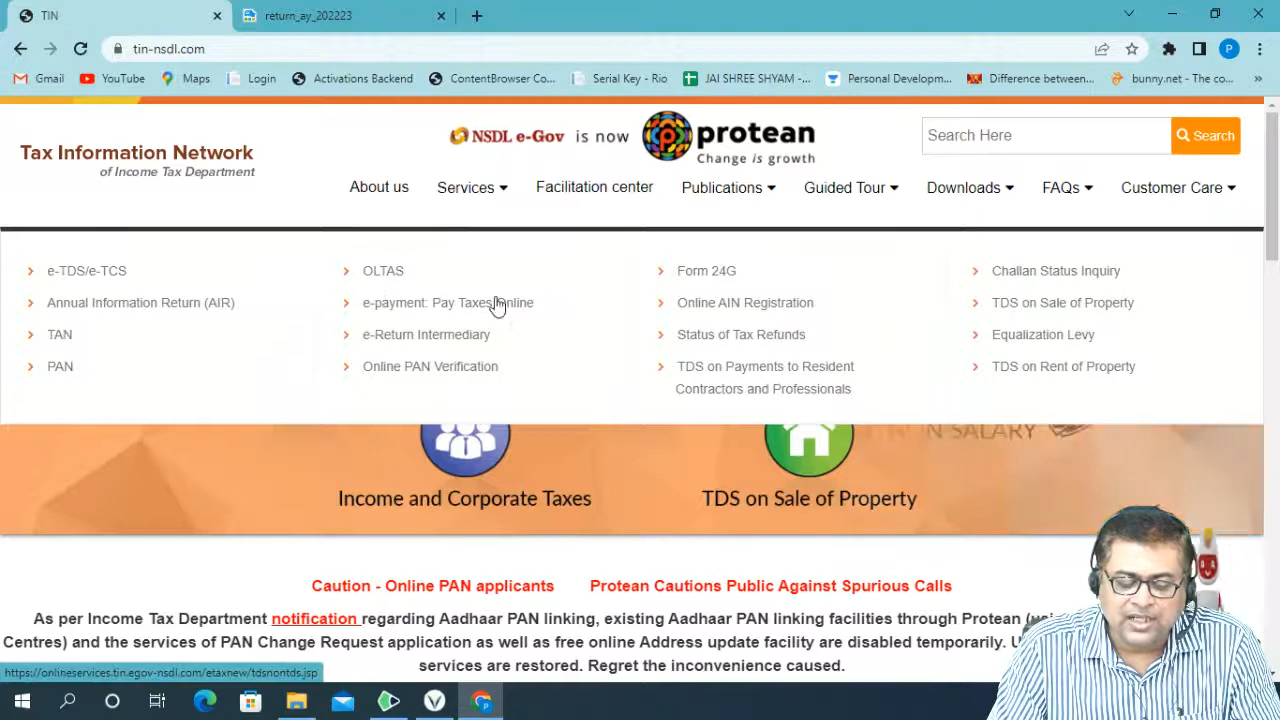 TIN
return_ay_202223
tin-nsdl.com
P
Gmail
YouTube
Maps
Login
Activations Backend
ContentBrowser Co...
Serial Key - Rio
JAI SHREE SHYAM -...
Personal Developm...
Difference between...
bunny.net - The co...
Tax Information Network
of Income Tax Department
NSDL e-Gov is now protean
Change is growth
Search Here
Search
About us
Services
Facilitation center
Publications
Guided Tour
Downloads
FAQs
Customer Care
e-TDS/e-TCS
Annual Information Return (AIR)
TAN
PAN
OLTAS
e-payment: Pay Taxes Online
e-Return Intermediary
Online PAN Verification
Form 24G
Online AIN Registration
Status of Tax Refunds
TDS on Payments to Resident
Contractors and Professionals
Challan Status Inquiry
TDS on Sale of Property
Equalization Levy
TDS on Rent of Property
SALARY
Income and Corporate Taxes
TDS on Sale of Property
Caution - Online PAN applicants
Protean Cautions Public Against Spurious Calls
As per Income Tax Department notification regarding Aadhaar PAN linking, existing Aadhaar PAN linking facilities through Protean
Centres) and the services of PAN Change Request application as well as free online Address update facility are disabled temporarily.
services are restored. Regret the inconvenience caused.
https://onlineservices.tin.egov-nsdl.com/etaxnew/tdsnontds.jsp